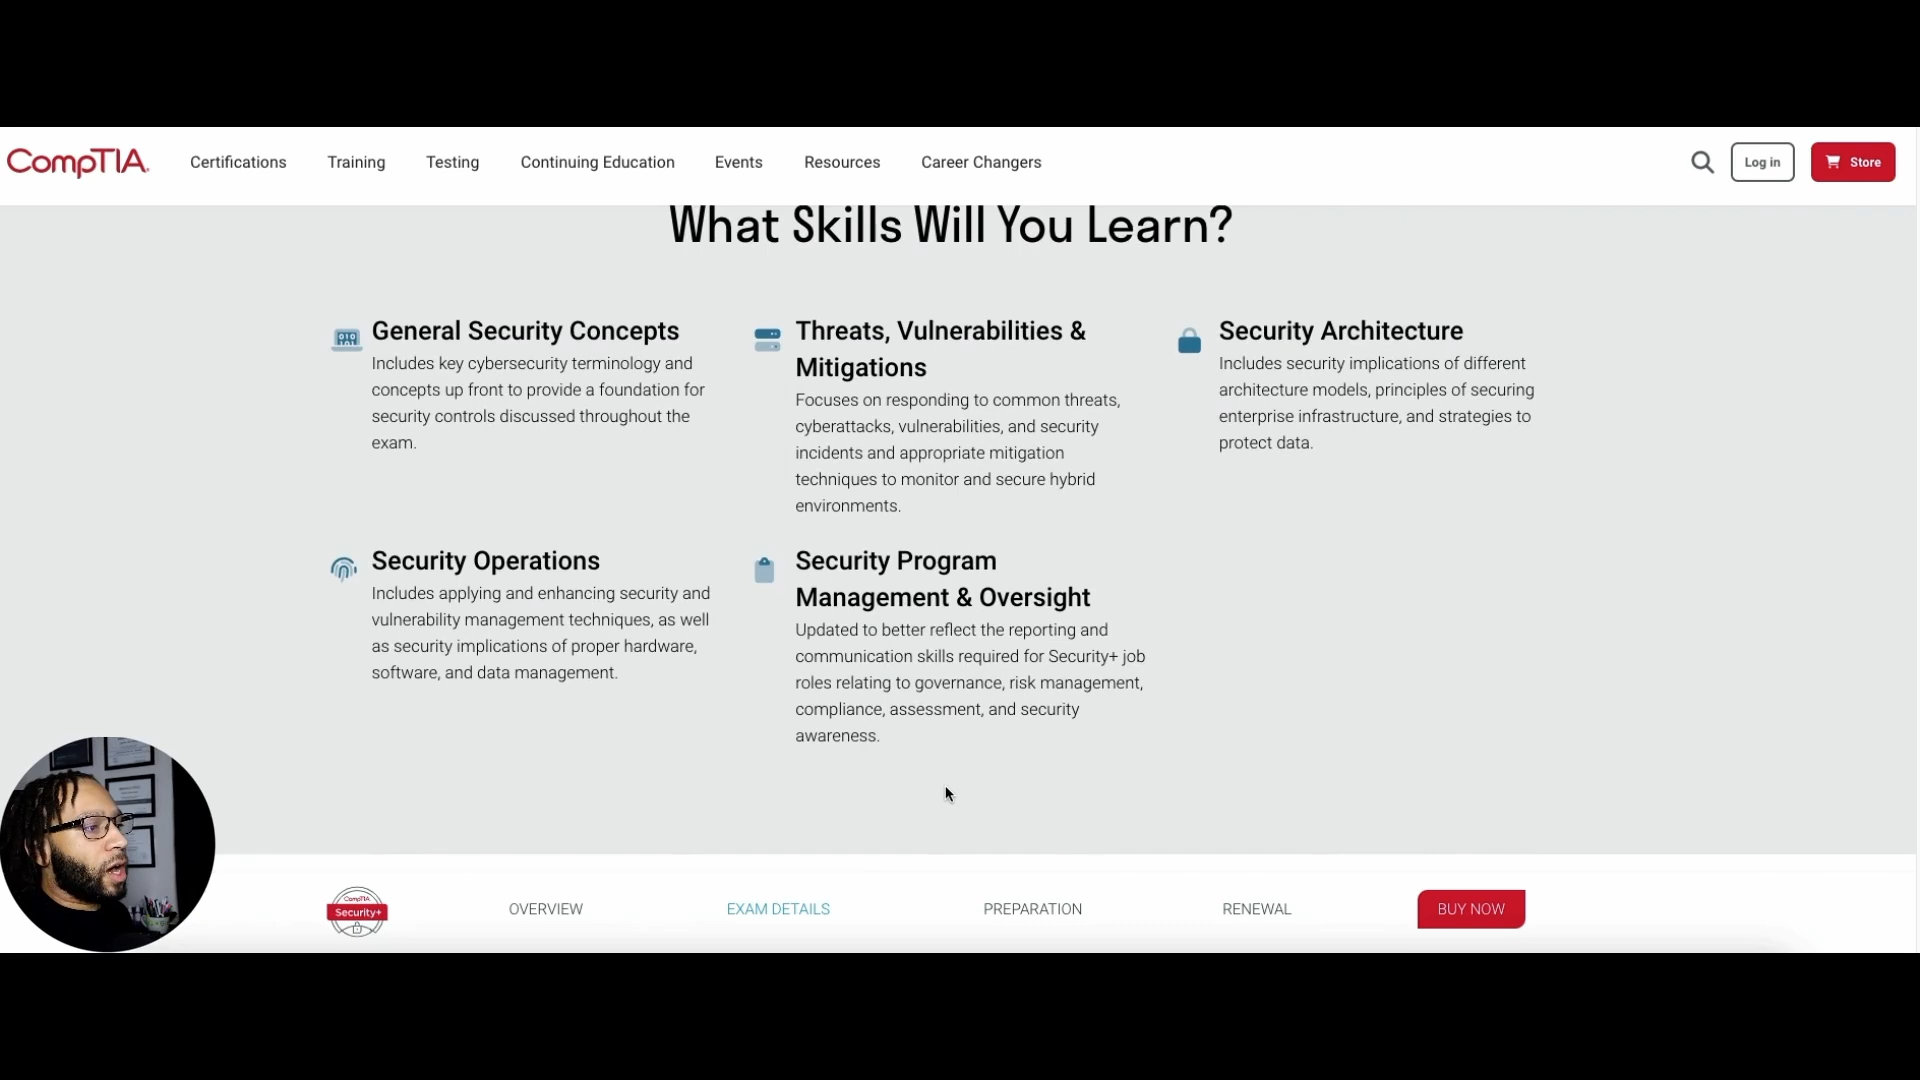 CompTIA.
Certifications
Training
Testing
Continuing Education
Events
Resources
Career Changers
Log in
Store
What Skills Will You Learn?
General Security Concepts
Includes key cybersecurity terminology and
concepts up front to provide a foundation for
security controls discussed throughout the
exam.
Threats, Vulnerabilities &
Mitigations
Focuses on responding to common threats,
cyberattacks, vulnerabilities, and security
incidents and appropriate mitigation
techniques to monitor and secure hybrid
environments.
Security Architecture
Includes security implications of different
architecture models, principles of securing
enterprise infrastructure, and strategies to
protect data.
Security Operations
Includes applying and enhancing security and
vulnerability management techniques, as well
as security implications of proper hardware,
software, and data management.
Security Program
Management & Oversight
Updated to better reflect the reporting and
communication skills required for Security+ job
roles relating to governance, risk management,
compliance, assessment, and security
awareness.
CompTIA
Security+
OVERVIEW
EXAM DETAILS
PREPARATION
RENEWAL
BUY NOW